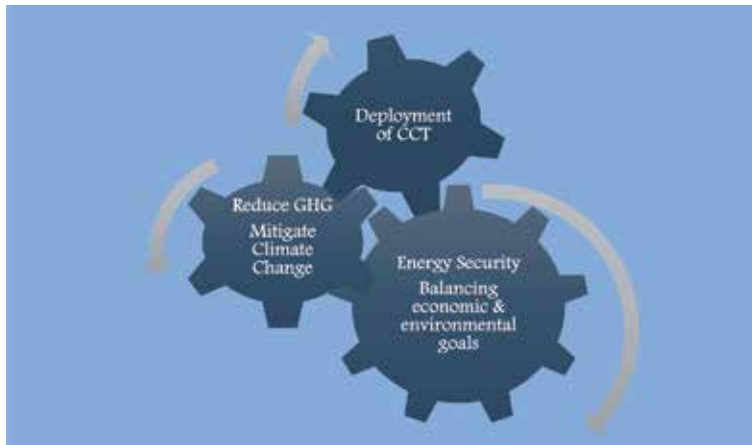 Deployment
of CCT
Reduce GHG
Mitigate
Climate
Change
Energy Security
Balancing
economic &
environmental
goals